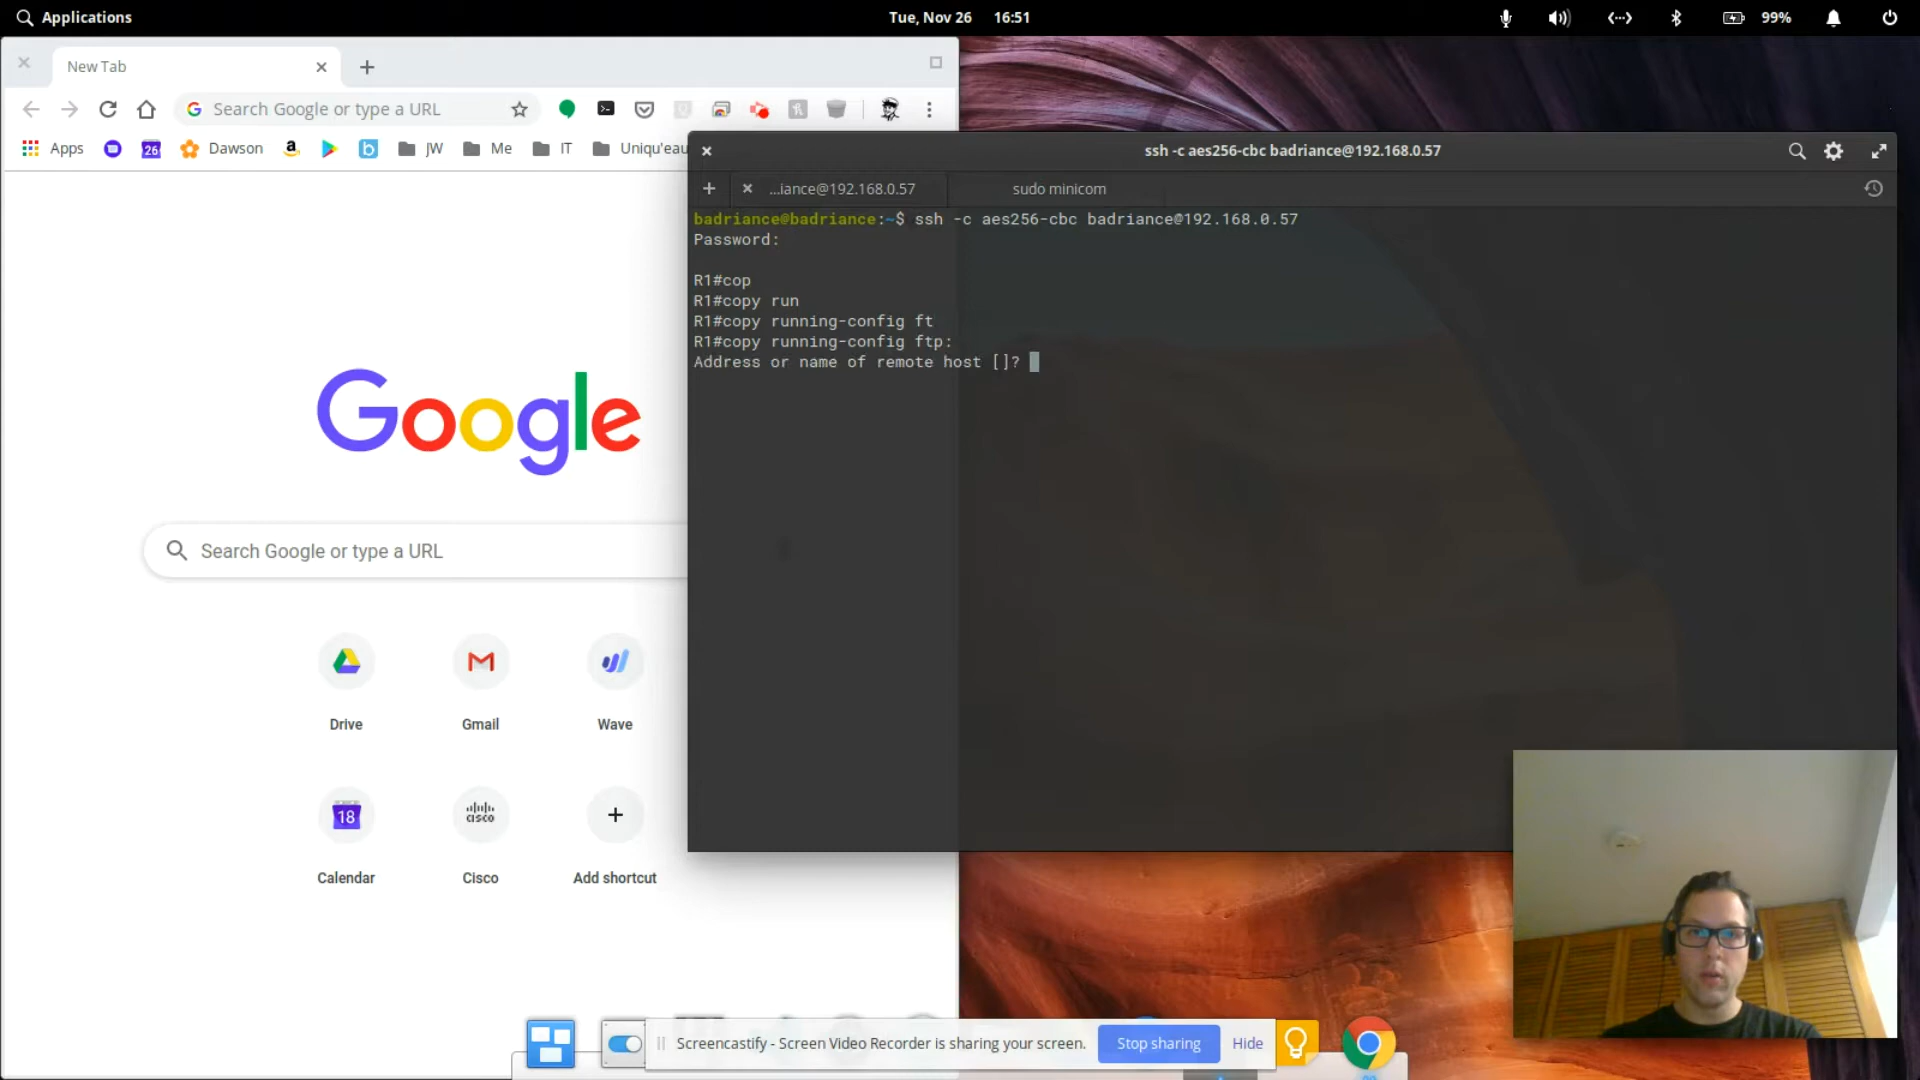 Applications
Tue, Nov 26 16:51
99%
New Tab
Search Google or type a URL
Apps
26
Dawson
JW
Me
IT
Uniqu'eau
ssh -c aes256-cbc badriance@192.168.0.57
...iance@192.168.0.57
sudo minicom
badriance@badriance:~$ ssh -c aes256-cbc badriance@192.168.0.57
Password:
R1#cop
R1#copy run
R1#copy running-config ft
R1#copy running-config ftp:
Address or name of remote host []?
Google
Search Google or type a URL
Drive
Gmail
Wave
18
cisco
Calendar
Cisco
Add shortcut
Screencastify - Screen Video Recorder is sharing your screen.
Stop sharing
Hide